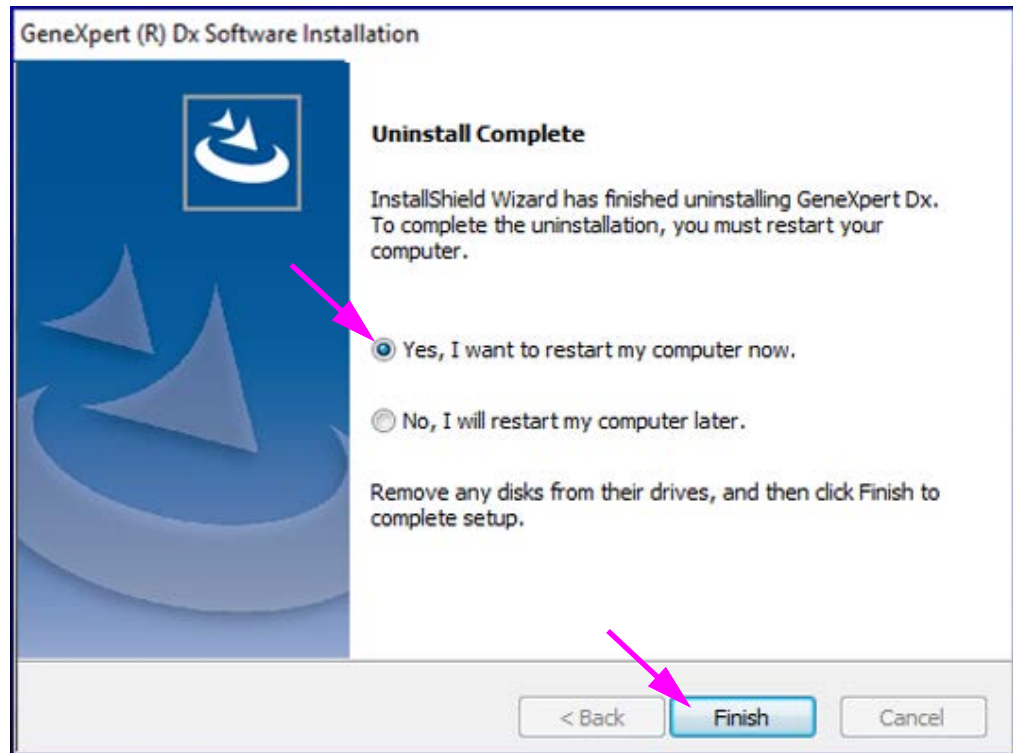 GeneXpert (R) Dx Software Installation
Uninstall Complete
InstallShield Wizard has finished uninstalling GeneXpert Dx.
To complete the uninstallation, you must restart your
computer.
Yes, I want to restart my computer now.
No, I will restart my computer later.
Remove any disks from their drives, and then click Finish to
complete setup.
< Back Finish Cancel